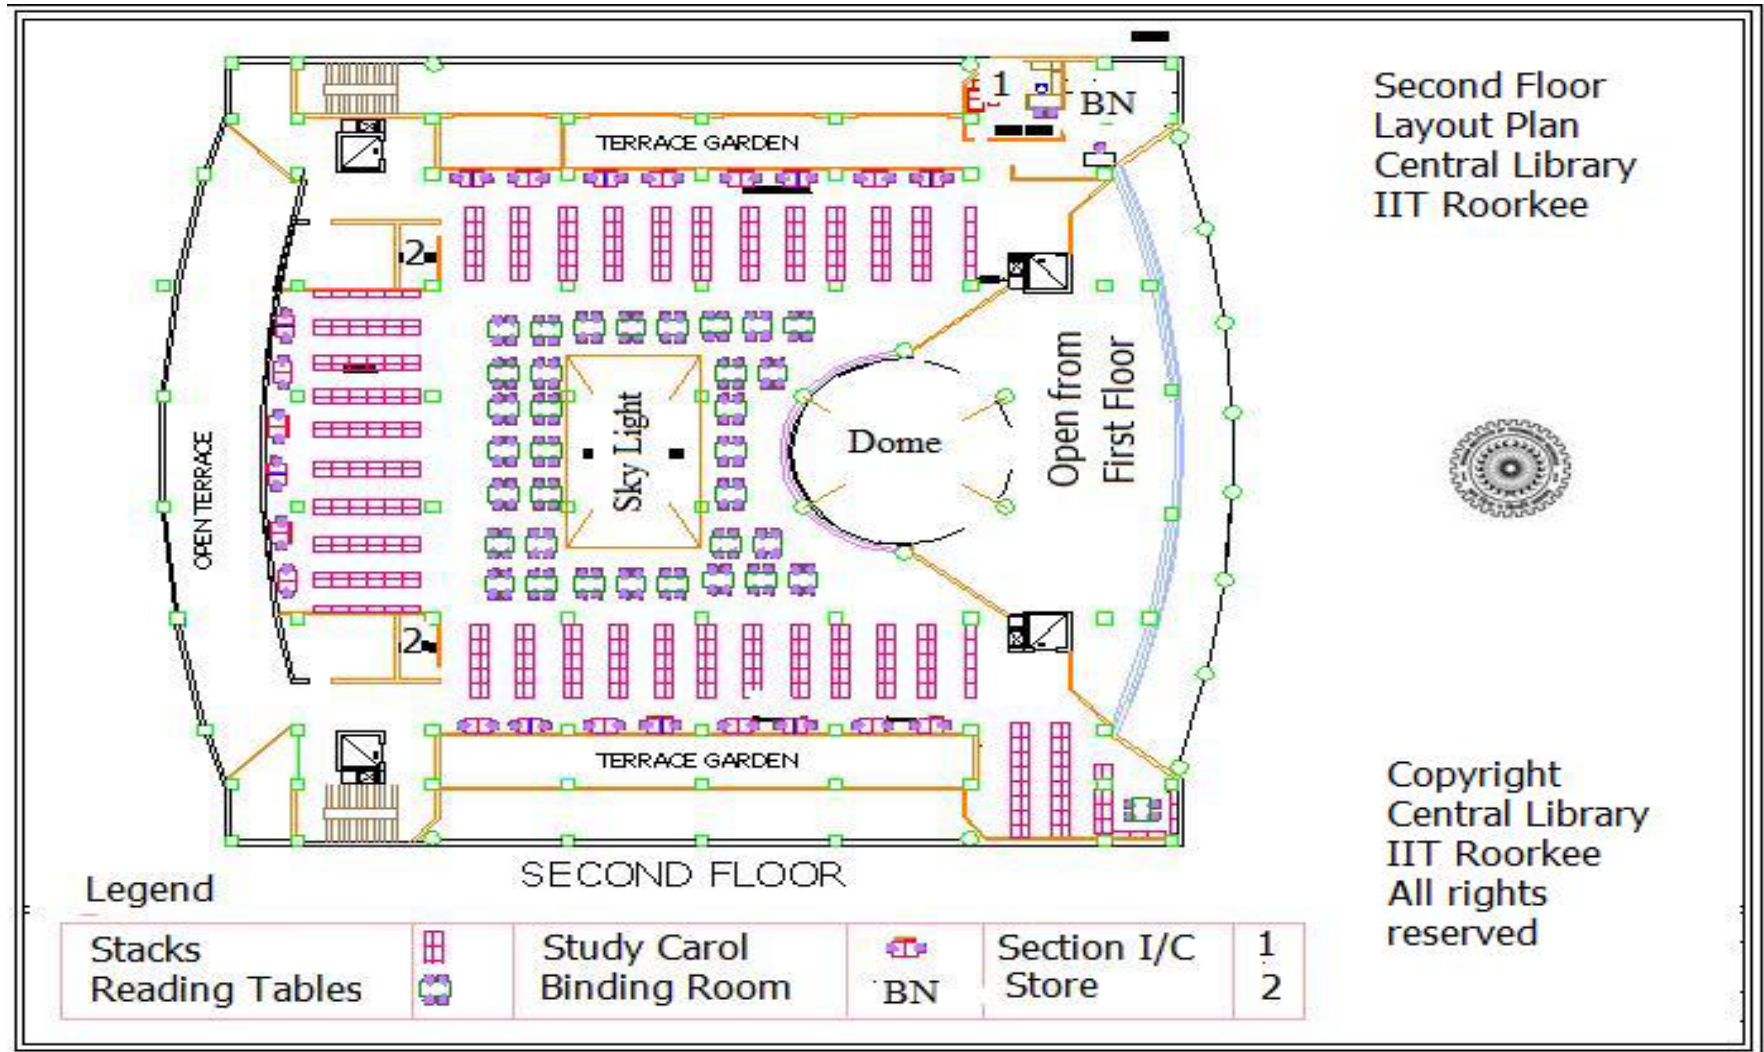 Second Floor
Layout Plan
Central Library
IIT Roorkee
1
BN
TERRACE GARDEN
2
OPEN TERRACE
Sky Light
Dome
Open from
First Floor
2
TERRACE GARDEN
SECOND FLOOR
Copyright
Central Library
IIT Roorkee
All rights
reserved
Legend
Stacks
Study Carol
Section I/C
1
Reading Tables
Binding Room
BN
Store
2